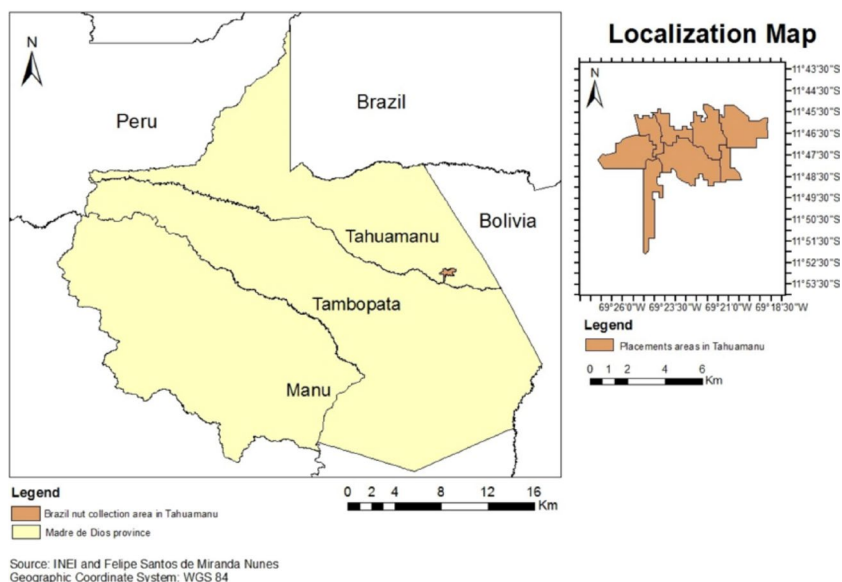 N
Peru
Brazil
Bolivia
Tahuamanu
Tambopata
Manu
Legend
Brazil nut collection area in Tahuamanu
Madre de Dios province
0 1 2 4 8 12 16
Km
Source: INEI and Felipe Santos de Miranda Nunes
Geographic Coordinate System: WGS 84
Localization Map
N
11°43'30"S
11°44'30"S
11°45'30"S
11°46'30"S
11°47'30"S
11°48'30"S
11°49'30"S
11°50'30"S
11°51'30"S
11°52'30"S
11°53'30"S
69°26'0"W 69°23'30"W 69°21'0"W 69°18'30"W
Legend
Placements areas in Tahuamanu
0 1 2 4 6
Km